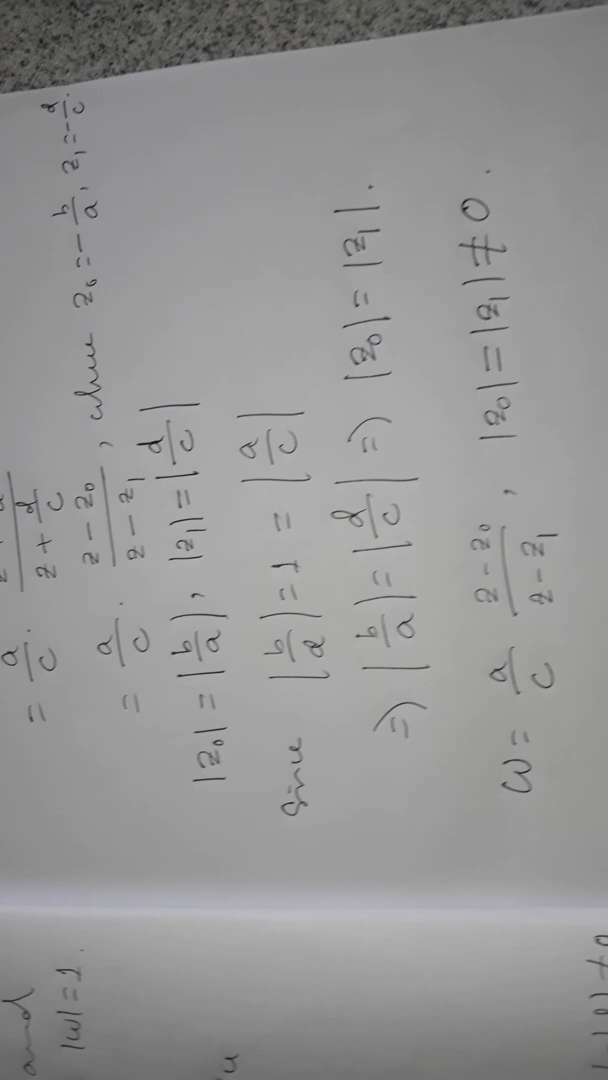 and
|w|=1.
= a/c · /(z + d/c)
= a/c · (z - z₀)/(z - z₁), where z₀ = -b/a, z₁ = -d/c.
|z₀| = |b/a|, |z₁| = |d/c|
Since |b/d| = 1 = |a/c|
⇒ |b/a| = |d/c| ⇒ |z₀| = |z₁|.
W = a/c (z - z₀)/(z - z₁), |z₀| = |z₁| ≠ 0.